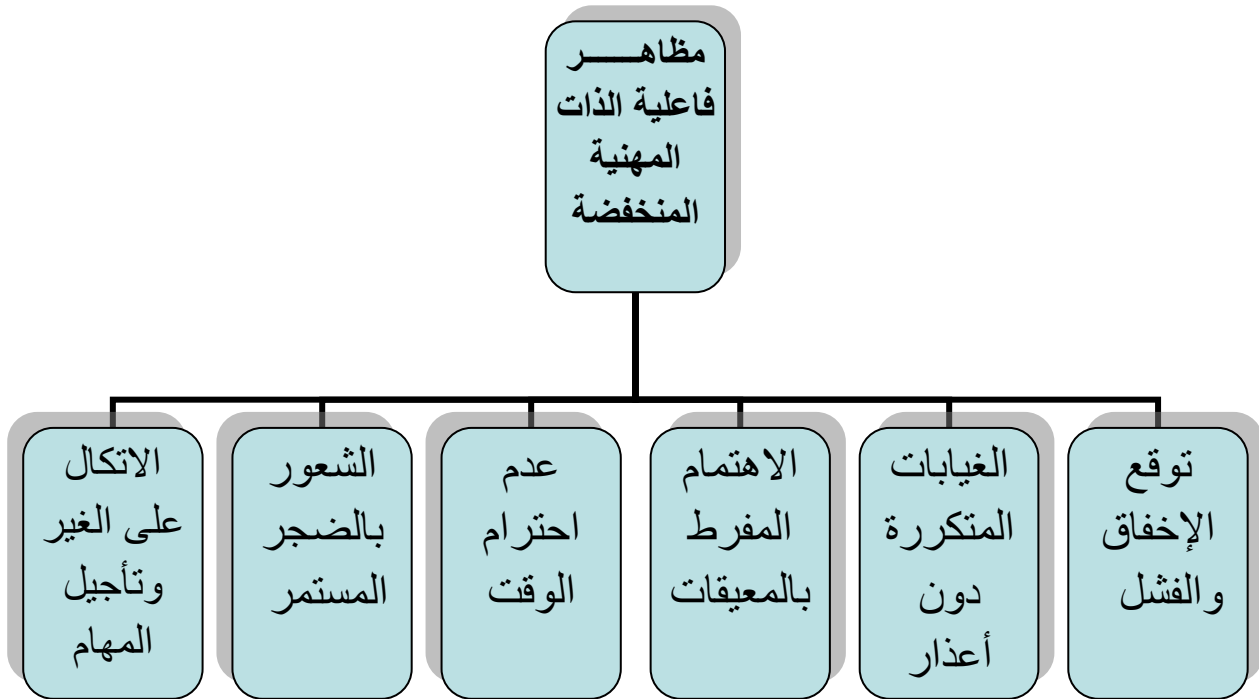 مظاهـــــر
فاعلية الذات
المهنية
المنخفضة
توقع
الإخفاق
والفشل
الغيابات
المتكررة
دون
أعذار
الاهتمام
المفرط
بالمعيقات
عدم
احترام
الوقت
الشعور
بالضجر
المستمر
الاتكال
على الغير
وتأجيل
المهام